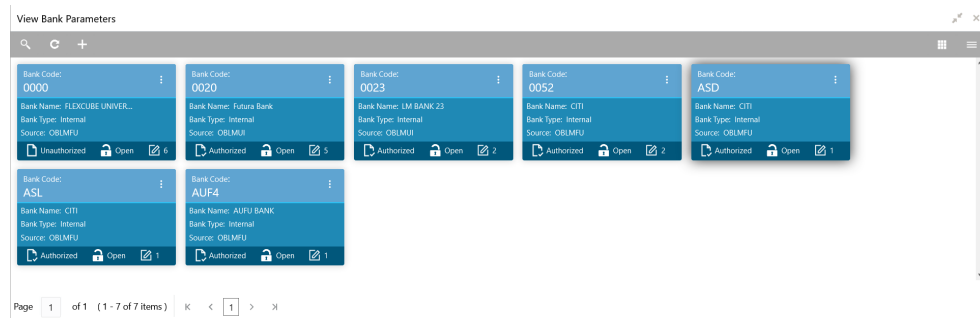 View Bank Parameters
Bank Code:
0000
Bank Name: FLEXCUBE UNIVER...
Bank Type: Internal
Source: OBLMFU
Unauthorized Open 6
Bank Code:
0020
Bank Name: Futura Bank
Bank Type: Internal
Source: OBLMUI
Authorized Open 5
Bank Code:
0023
Bank Name: LM BANK 23
Bank Type: Internal
Source: OBLMUI
Authorized Open 2
Bank Code:
0052
Bank Name: CITI
Bank Type: Internal
Source: OBLMFU
Authorized Open 2
Bank Code:
ASD
Bank Name: CITI
Bank Type: Internal
Source: OBLMFU
Authorized Open 1
Bank Code:
ASL
Bank Name: CITI
Bank Type: Internal
Source: OBLMFU
Authorized Open 1
Bank Code:
AUF4
Bank Name: AUFU BANK
Bank Type: Internal
Source: OBLMFU
Authorized Open 1
Page 1 of 1 ( 1 - 7 of 7 items ) 1